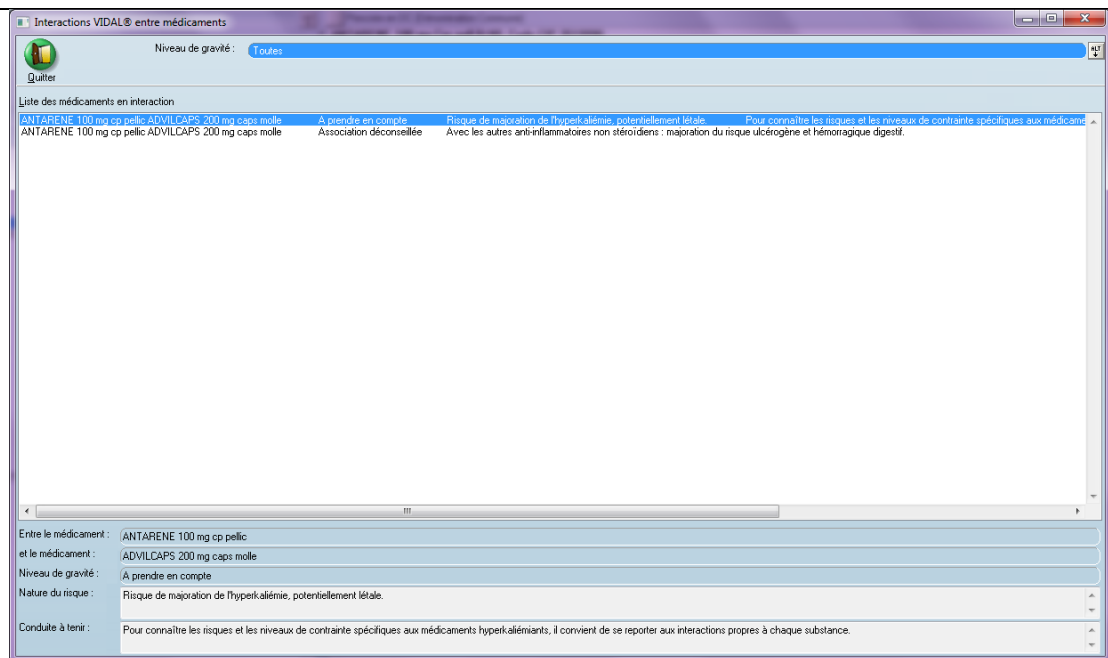 Interactions VIDAL® entre médicaments
Niveau de gravité : Toutes
ALT
Quitter
Liste des médicaments en interaction
ANTARENE 100 mg cp pellic ADVILCAPS 200 mg caps molle A prendre en compte Risque de majoration de l'hyperkaliémie, potentiellement létale. Pour connaître les risques et les niveaux de contrainte spécifiques aux médicame
ANTARENE 100 mg cp pellic ADVILCAPS 200 mg caps molle Association déconseillée Avec les autres anti-inflammatoires non stéroïdiens : majoration du risque ulcérogène et hémorragique digestif.
Entre le médicament : ANTARENE 100 mg cp pellic
et le médicament : ADVILCAPS 200 mg caps molle
Niveau de gravité : A prendre en compte
Nature du risque : Risque de majoration de l'hyperkaliémie, potentiellement létale.
Conduite à tenir : Pour connaître les risques et les niveaux de contrainte spécifiques aux médicaments hyperkaliémiants, il convient de se reporter aux interactions propres à chaque substance.